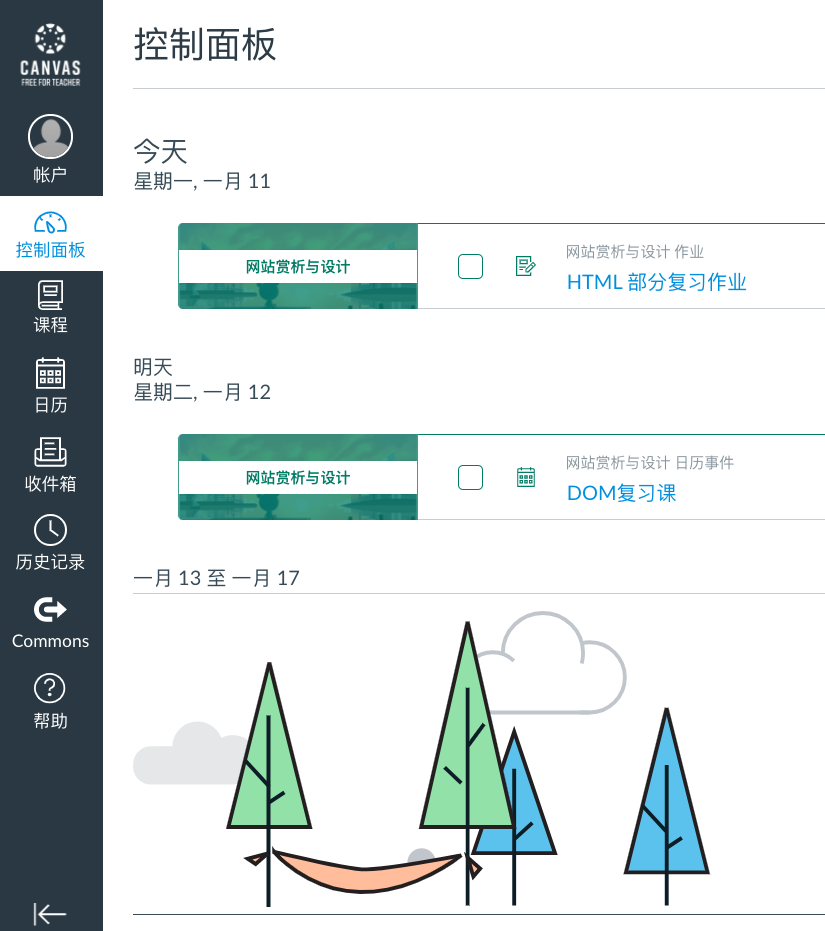 CANVAS
FREE FOR TEACHER
帐户
控制面板
课程
日历
收件箱
历史记录
Commons
帮助
控制面板
今天
星期一, 一月 11
网站赏析与设计
网站赏析与设计 作业
HTML 部分复习作业
明天
星期二, 一月 12
网站赏析与设计
网站赏析与设计 日历事件
DOM复习课
一月 13 至 一月 17